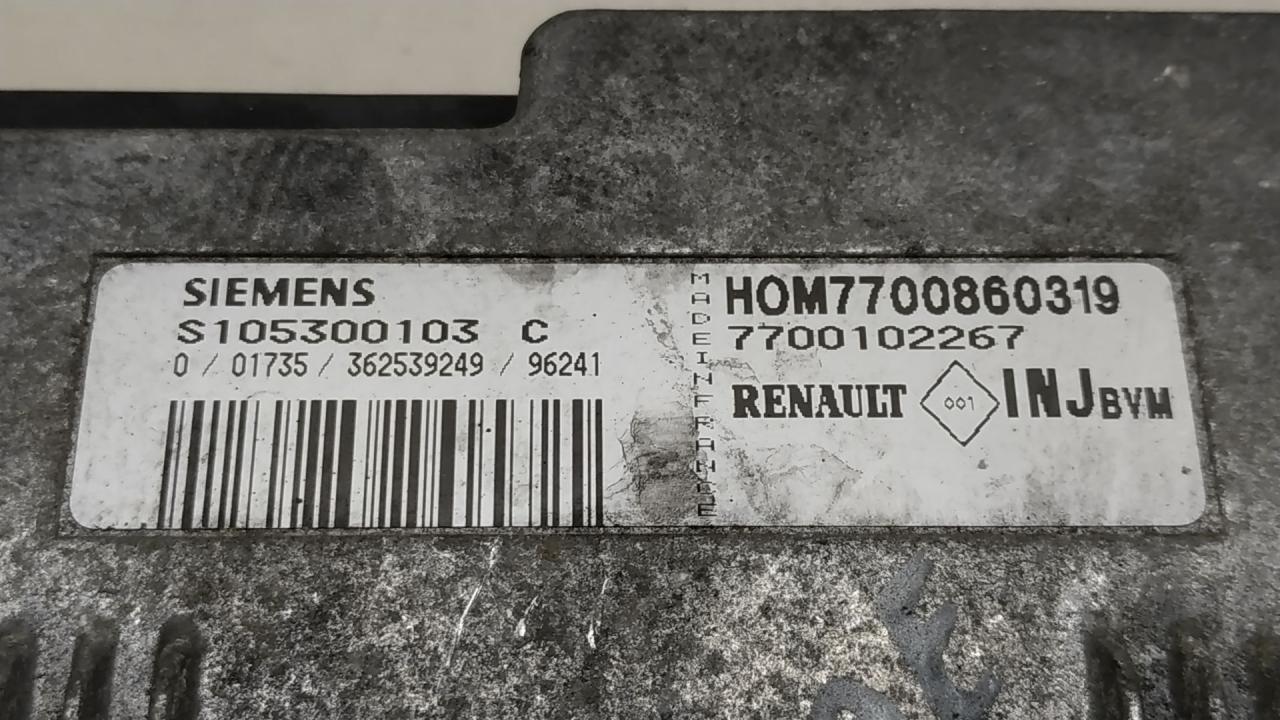 SIEMENS
S105300103 C
0 / 01735 / 362539249 / 96241
MADE IN FRANCE
HOM7700860319
7700102267
RENAULT 001 INJ BVM